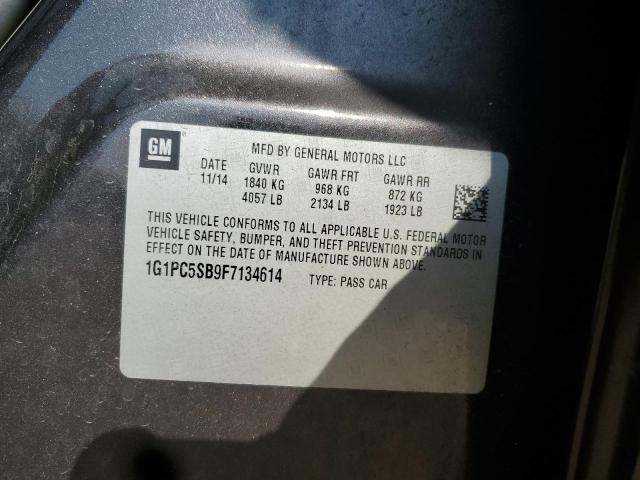 GM
MFD BY GENERAL MOTORS LLC
DATE GVWR GAWR FRT GAWR RR
11/14 1840 KG 968 KG 872 KG
4057 LB 2134 LB 1923 LB
THIS VEHICLE CONFORMS TO ALL APPLICABLE U.S. FEDERAL MOTOR
VEHICLE SAFETY, BUMPER, AND THEFT PREVENTION STANDARDS IN
EFFECT ON THE DATE OF MANUFACTURE SHOWN ABOVE.
1G1PC5SB9F7134614 TYPE: PASS CAR